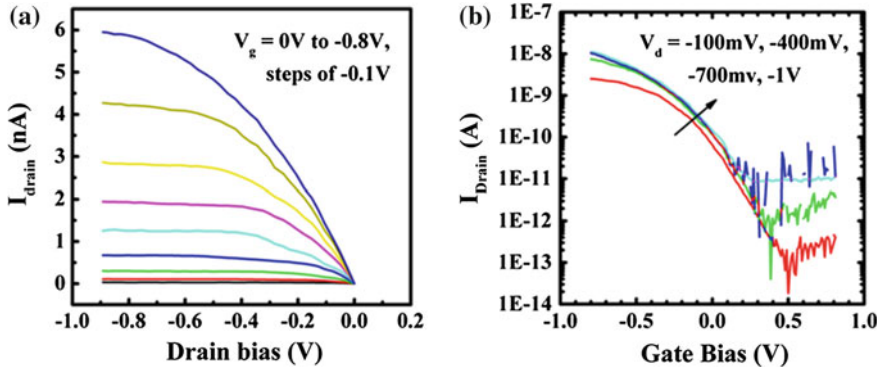 (a)
V_g = 0V to -0.8V,
steps of -0.1V
I_drain (nA)
6
5
4
3
2
1
0
-1.0 -0.8 -0.6 -0.4 -0.2 0.0 0.2
Drain bias (V)
(b)
V_d = -100mV, -400mV,
-700mv, -1V
I_Drain (A)
1E-7
1E-8
1E-9
1E-10
1E-11
1E-12
1E-13
1E-14
-1.0 -0.5 0.0 0.5 1.0
Gate Bias (V)